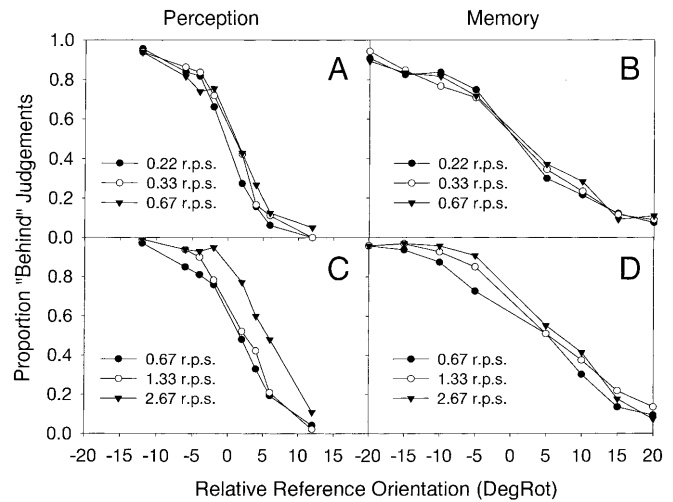 Perception Memory
Proportion "Behind" Judgements
1.0
0.8
0.6
0.4
0.2
0.0
A
0.22 r.p.s.
0.33 r.p.s.
0.67 r.p.s.
B
0.22 r.p.s.
0.33 r.p.s.
0.67 r.p.s.
0.8
0.6
0.4
0.2
0.0
C
0.67 r.p.s.
1.33 r.p.s.
2.67 r.p.s.
D
0.67 r.p.s.
1.33 r.p.s.
2.67 r.p.s.
-20 -15 -10 -5 0 5 10 15 -20 -15 -10 -5 0 5 10 15 20
Relative Reference Orientation (DegRot)